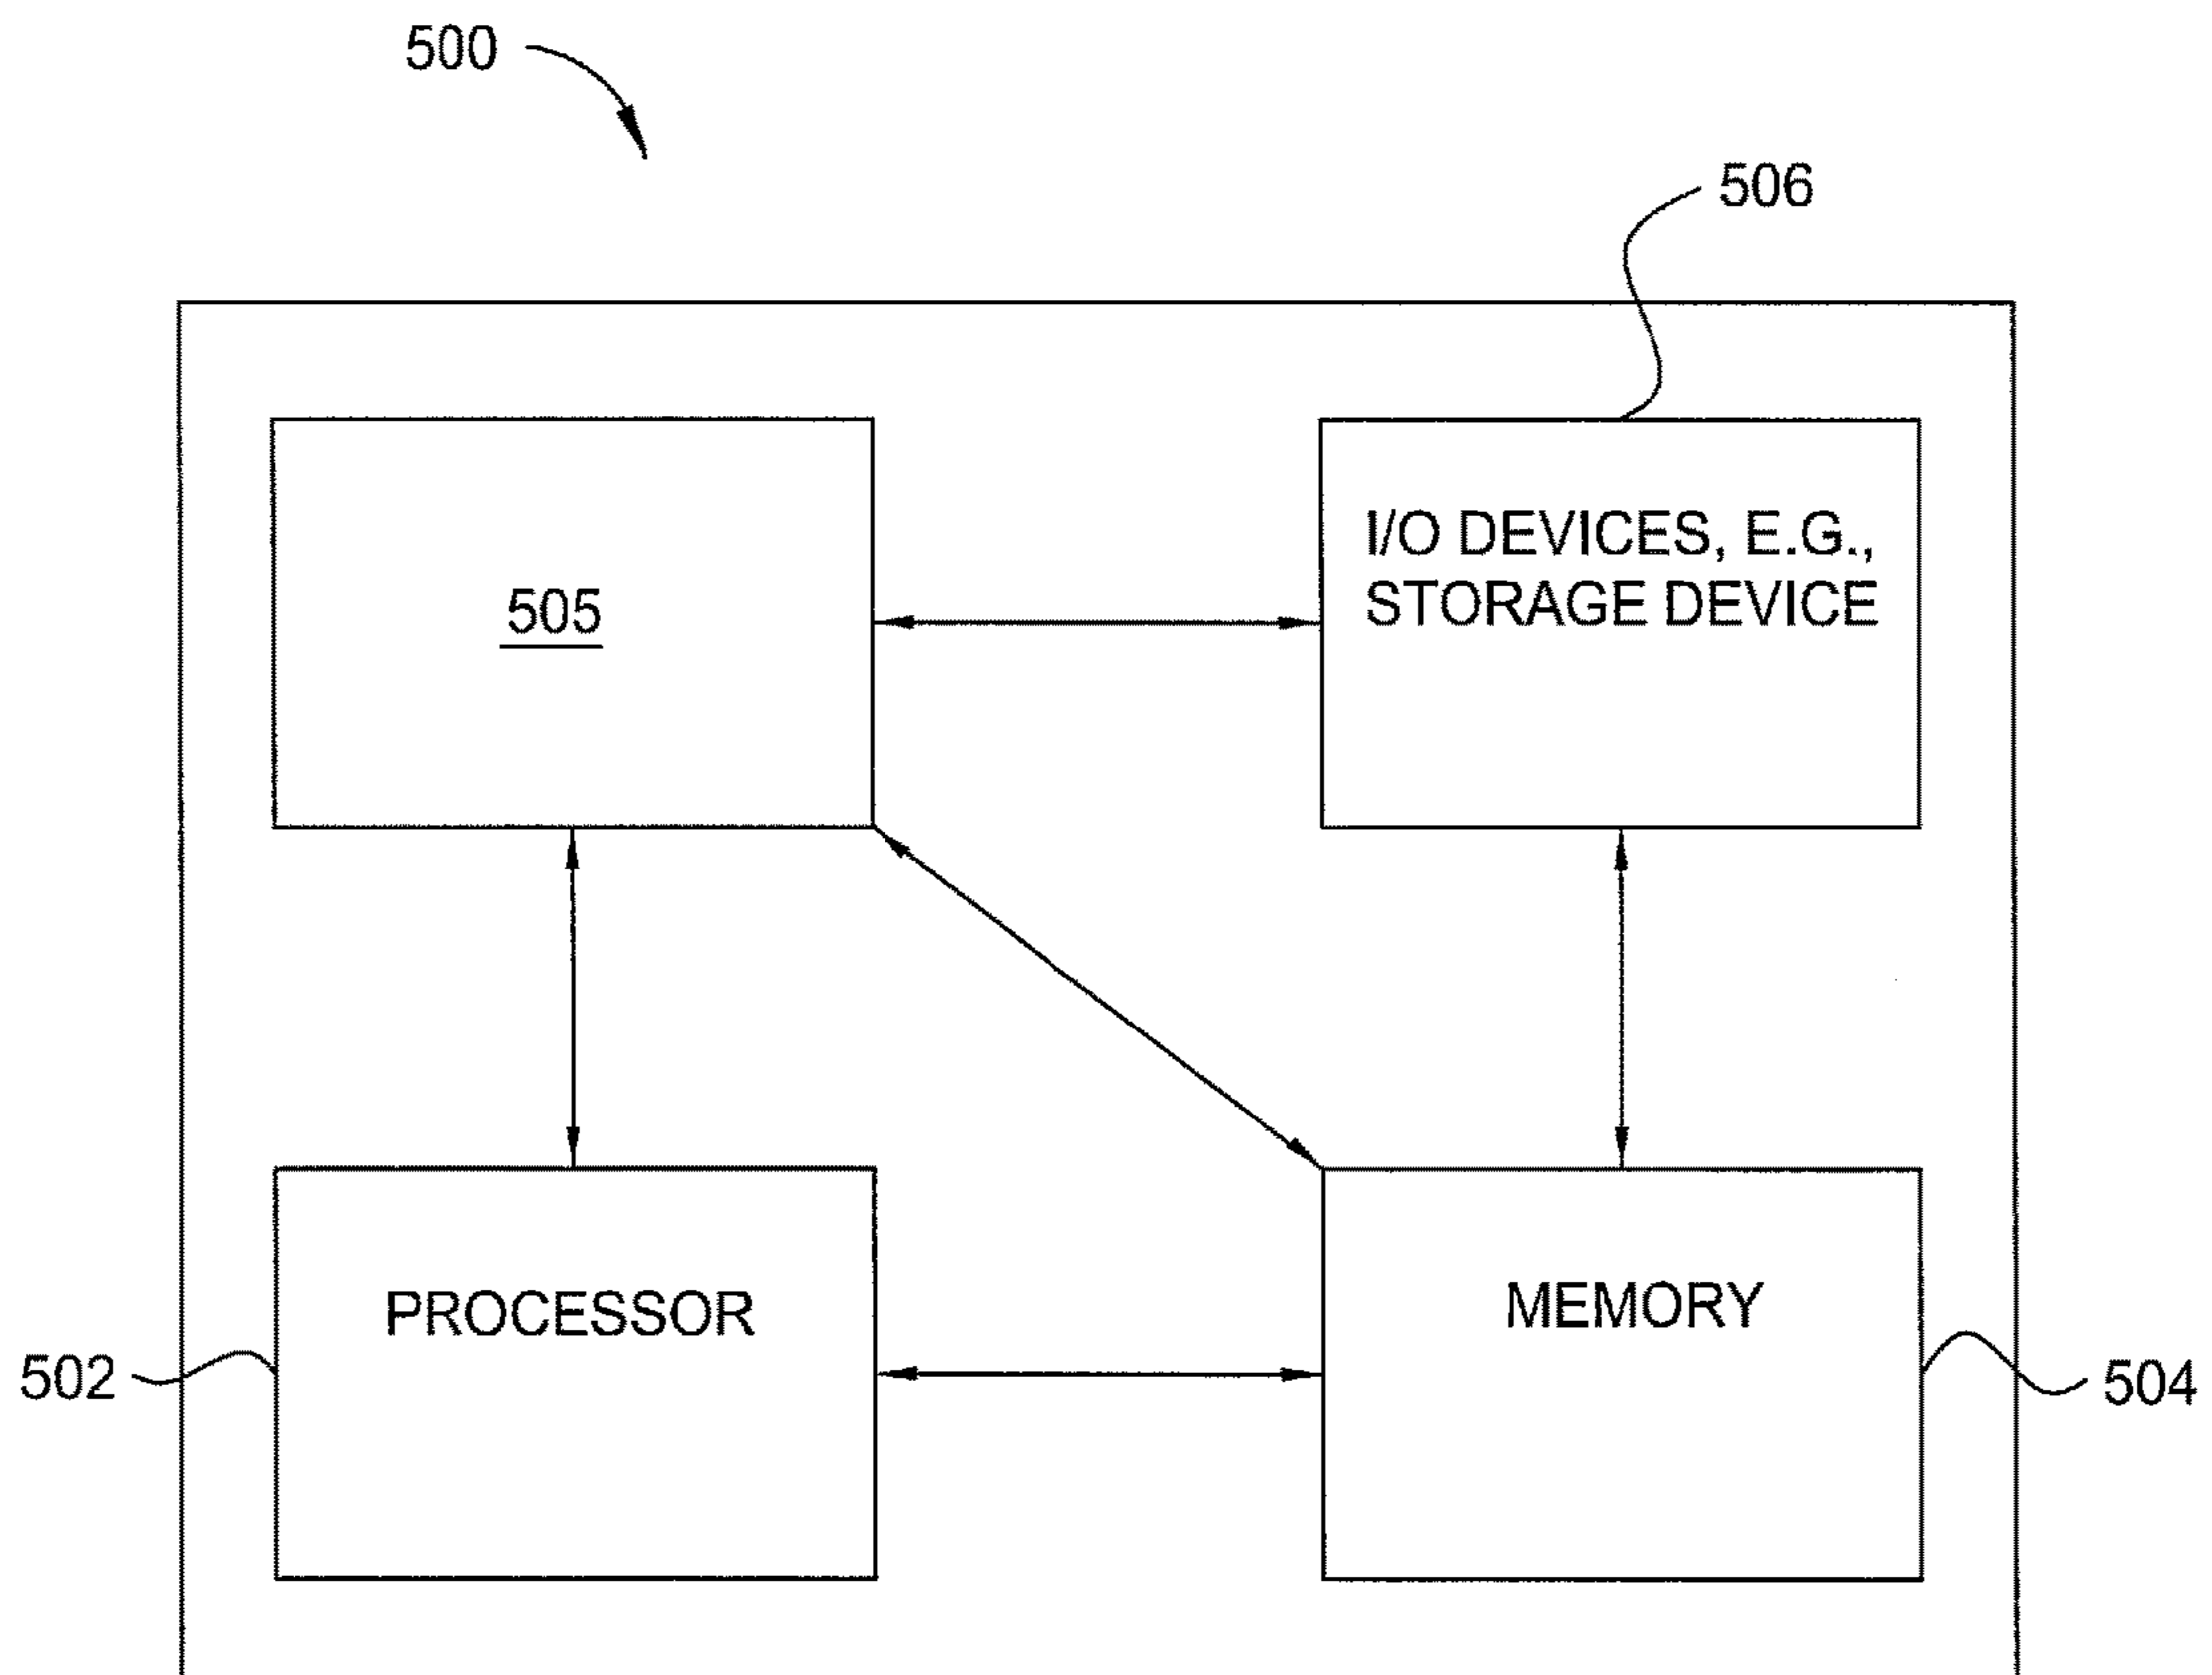 500
506
505
I/O DEVICES, E.G.,
STORAGE DEVICE
PROCESSOR
MEMORY
502
504